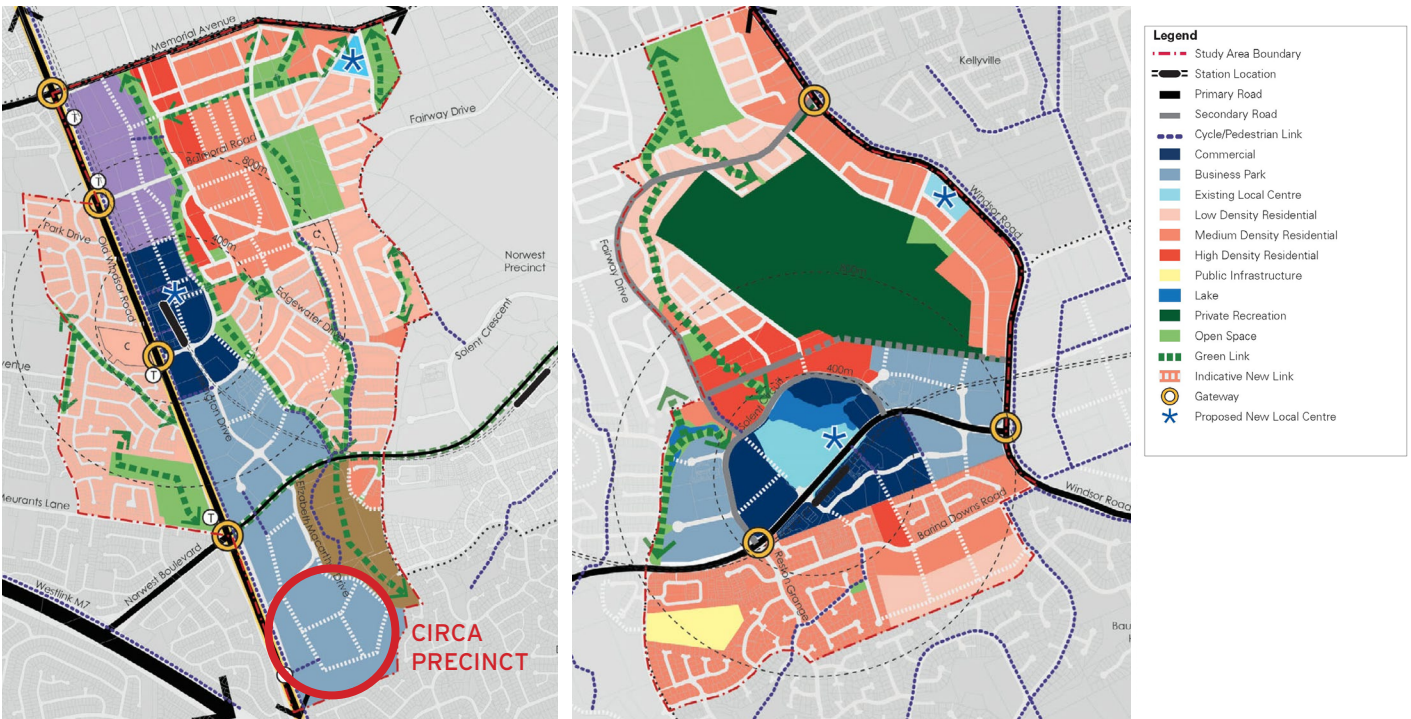 Memorial Avenue
T
Fairway Drive
Balmoral Road
800m
T
Park Drive
Old Windsor Road
400m
C
Norwest
Precinct
Edgewater Drive
Solent Crescent
C
T
Meurants Lane
T
Elizabeth Macarthur Drive
Norwest Boulevard
Westlink M7
CIRCA
PRECINCT
Kellyville
Windsor Road
Fairway Drive
400m
Windsor Road
Barina Downs Road
Reston Grange
Legend
Study Area Boundary
Station Location
Primary Road
Secondary Road
Cycle/Pedestrian Link
Commercial
Business Park
Existing Local Centre
Low Density Residential
Medium Density Residential
High Density Residential
Public Infrastructure
Lake
Private Recreation
Open Space
Green Link
Indicative New Link
Gateway
Proposed New Local Centre